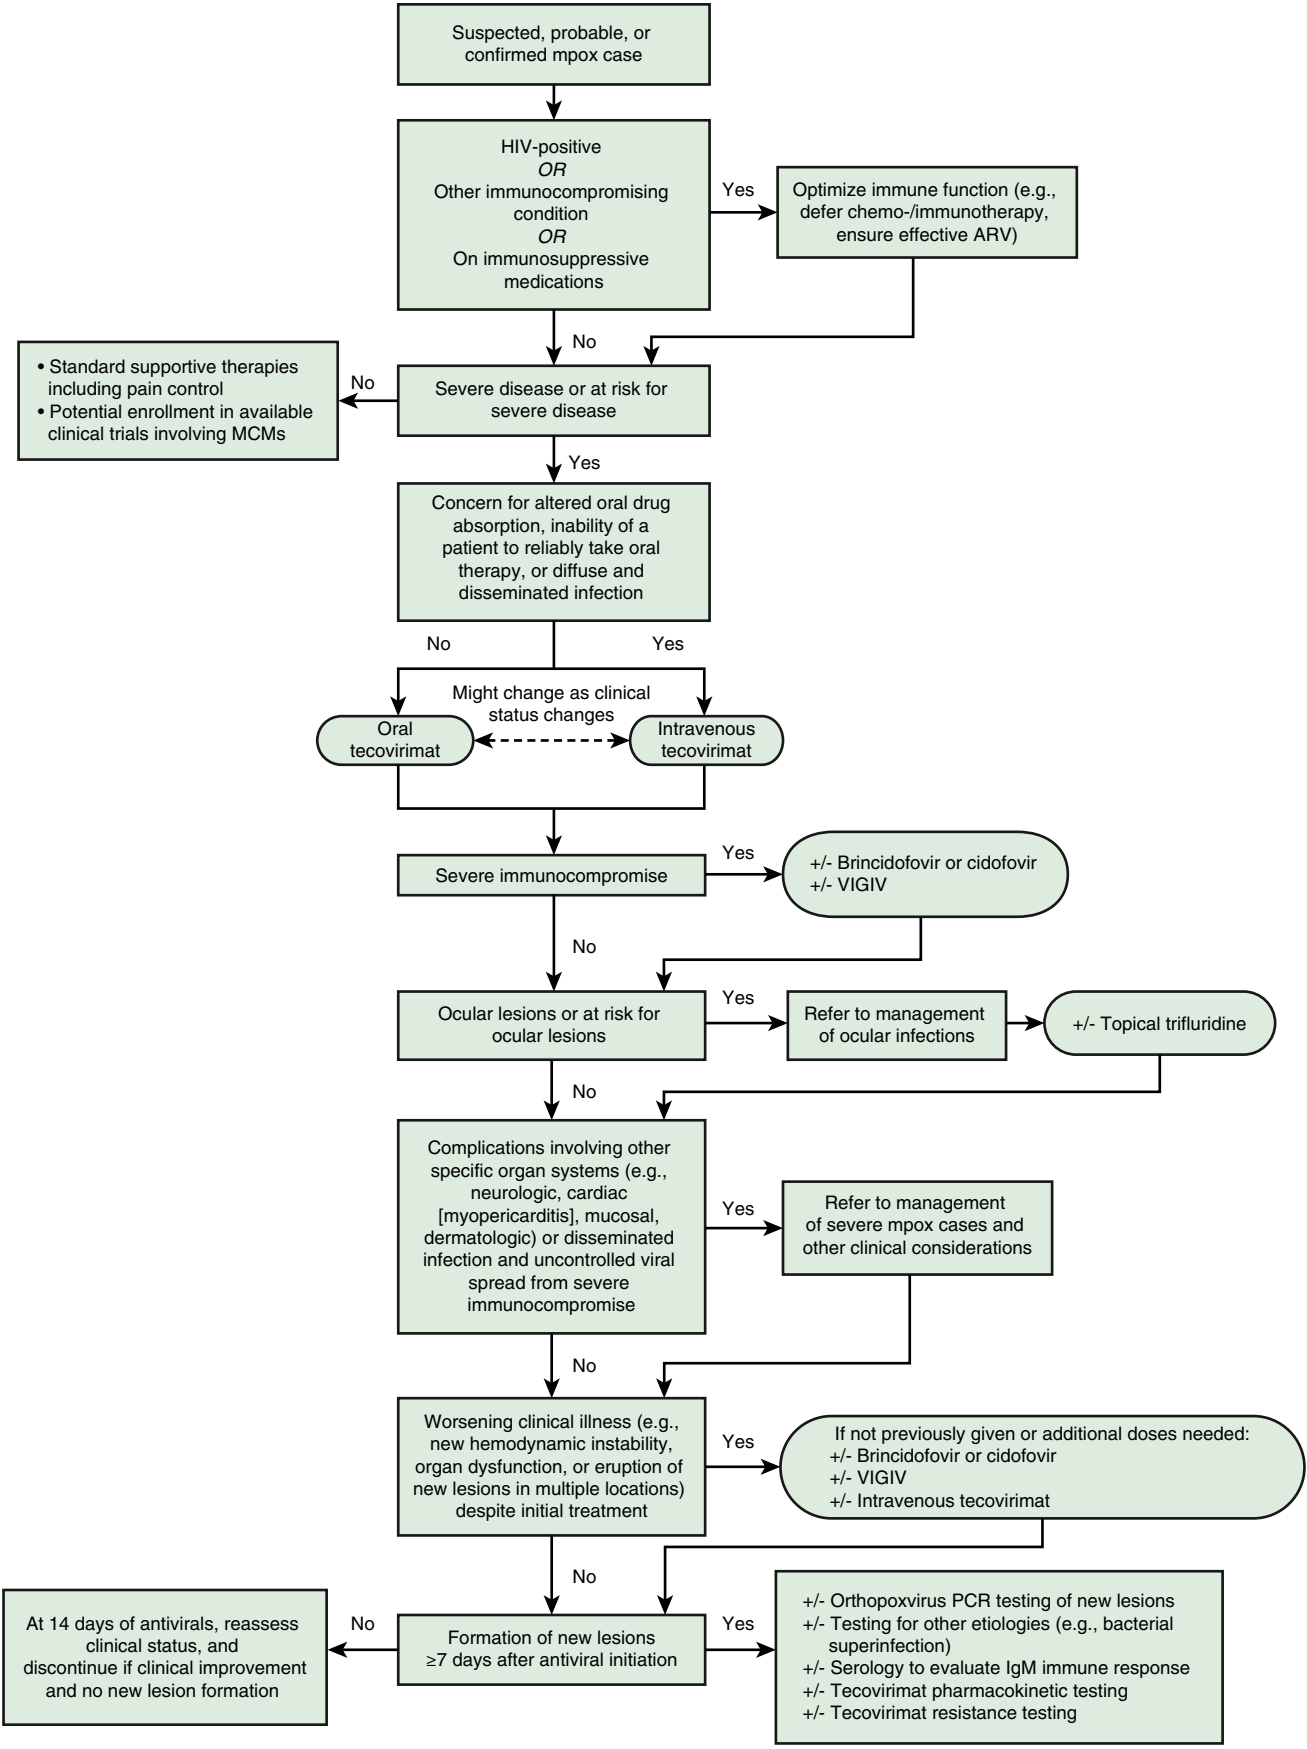 Suspected, probable, or
confirmed mpox case
HIV-positive
OR
Other immunocompromising
condition
OR
On immunosuppressive
medications
Yes
Optimize immune function (e.g.,
defer chemo-/immunotherapy,
ensure effective ARV)
No
• Standard supportive therapies
including pain control
• Potential enrollment in available
clinical trials involving MCMs
No
Severe disease or at risk for
severe disease
Yes
Concern for altered oral drug
absorption, inability of a
patient to reliably take oral
therapy, or diffuse and
disseminated infection
No
Yes
Might change as clinical
status changes
Oral
tecovirimat
Intravenous
tecovirimat
Severe immunocompromise
Yes
+/- Brincidofovir or cidofovir
+/- VIGIV
No
Ocular lesions or at risk for
ocular lesions
Yes
Refer to management
of ocular infections
+/- Topical trifluridine
No
Complications involving other
specific organ systems (e.g.,
neurologic, cardiac
[myopericarditis], mucosal,
dermatologic) or disseminated
infection and uncontrolled viral
spread from severe
immunocompromise
Yes
Refer to management
of severe mpox cases and
other clinical considerations
No
Worsening clinical illness (e.g.,
new hemodynamic instability,
organ dysfunction, or eruption of
new lesions in multiple locations)
despite initial treatment
Yes
If not previously given or additional doses needed:
+/- Brincidofovir or cidofovir
+/- VIGIV
+/- Intravenous tecovirimat
No
At 14 days of antivirals, reassess
clinical status, and
discontinue if clinical improvement
and no new lesion formation
No
Formation of new lesions
≥7 days after antiviral initiation
Yes
+/- Orthopoxvirus PCR testing of new lesions
+/- Testing for other etiologies (e.g., bacterial
superinfection)
+/- Serology to evaluate IgM immune response
+/- Tecovirimat pharmacokinetic testing
+/- Tecovirimat resistance testing